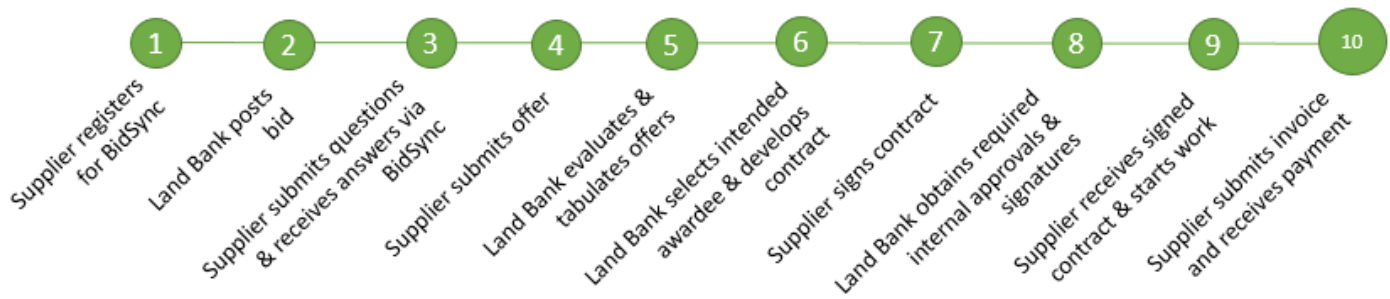 1
2
3
4
5
6
7
8
9
10
Supplier registers
for BidSync
Land Bank posts
bid
Supplier submits questions
& receives answers via
BidSync
Supplier submits offer
Land Bank evaluates &
tabulates offers
Land Bank selects intended
awardee & develops
contract
Supplier signs contract
Land Bank obtains required
internal approvals &
signatures
Supplier receives signed
contract & starts work
Supplier submits invoice
and receives payment